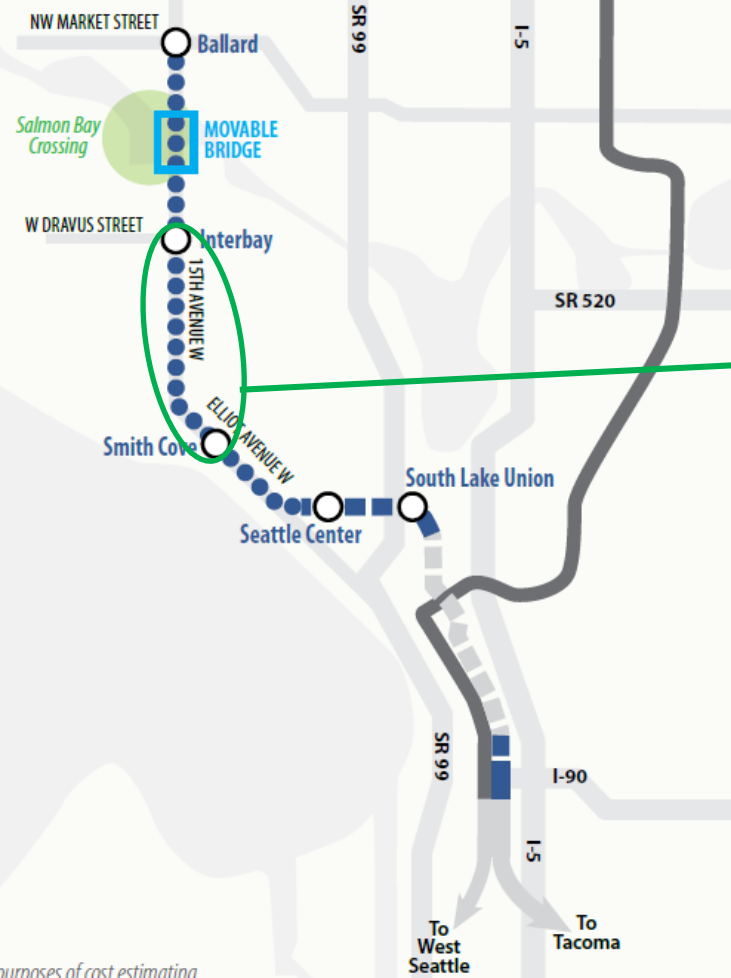 NW MARKET STREET
Ballard
SR 99
I-5
Salmon Bay
Crossing
MOVABLE
BRIDGE
W DRAVUS STREET
Interbay
15TH AVENUE W
SR 520
ELLIOT AVENUE W
Smith Cove
South Lake Union
Seattle Center
SR 99
I-90
I-5
To
West
Seattle
To
Tacoma
purposes of cost estimating